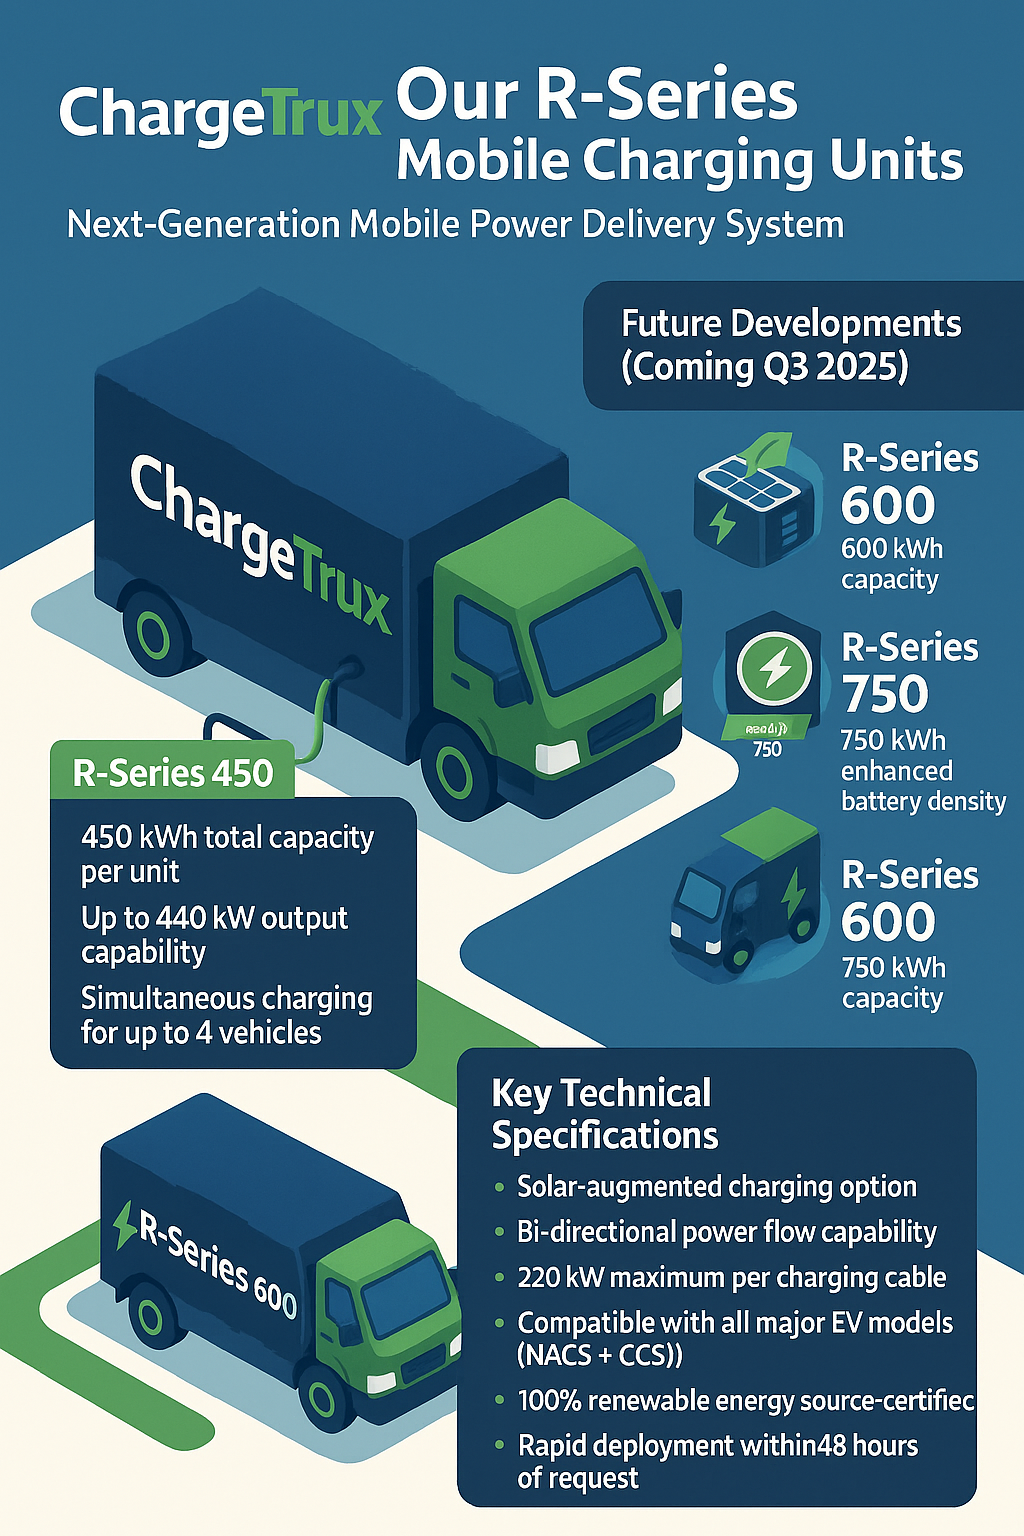 ChargeTrux
Our R-Series
Mobile Charging Units
Next-Generation Mobile Power Delivery System
Future Developments
(Coming Q3 2025)
ChargeTrux
R-Series
600
600 kWh
capacity
R-Series
750
750 kWh
enhanced
battery density
750
R-Series 450
450 kWh total capacity
per unit
Up to 440 kW output
capability
Simultaneous charging
for up to 4 vehicles
R-Series
600
750 kWh
capacity
R-Series 600
Key Technical
Specifications
• Solar-augmented charging option
• Bi-directional power flow capability
• 220 kW maximum per charging cable
• Compatible with all major EV models
(NACS + CCS))
• 100% renewable energy source-certifiec
• Rapid deployment within48 hours
of request